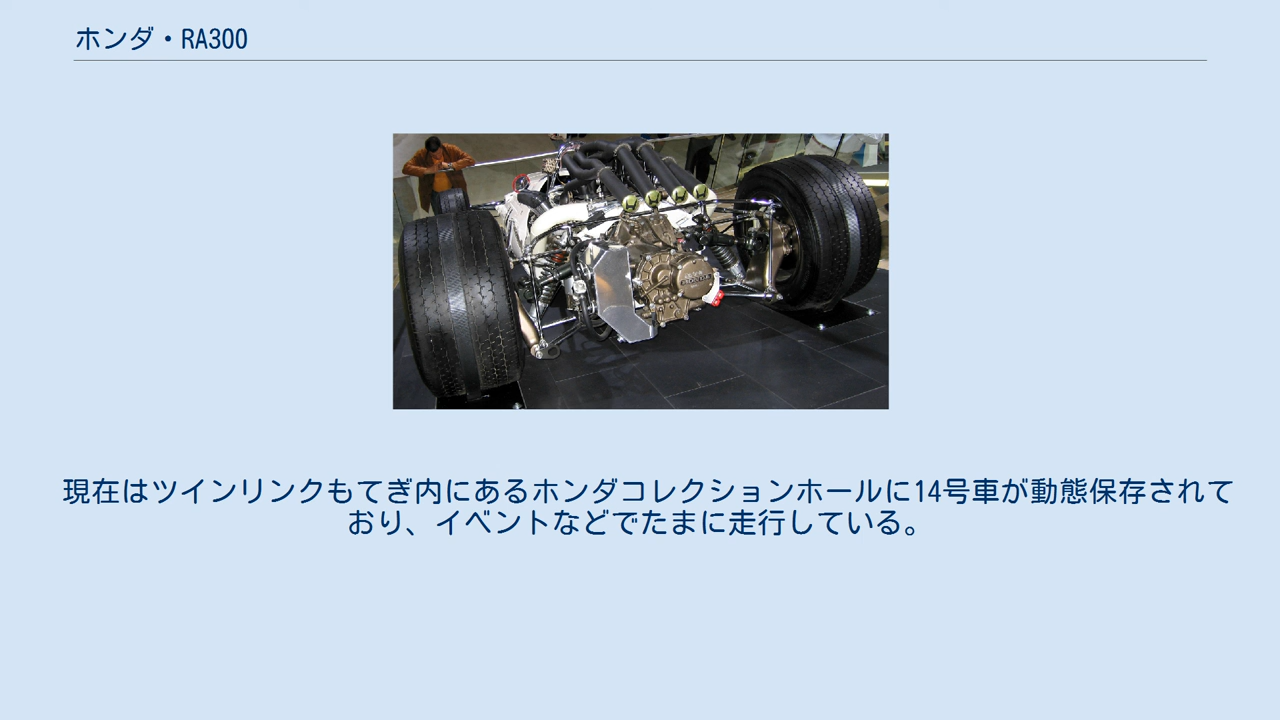 ホンダ・RA300
HONDA
現在はツインリンクもてぎ内にあるホンダコレクションホールに14号車が動態保存されて
おり、イベントなどでたまに走行している。